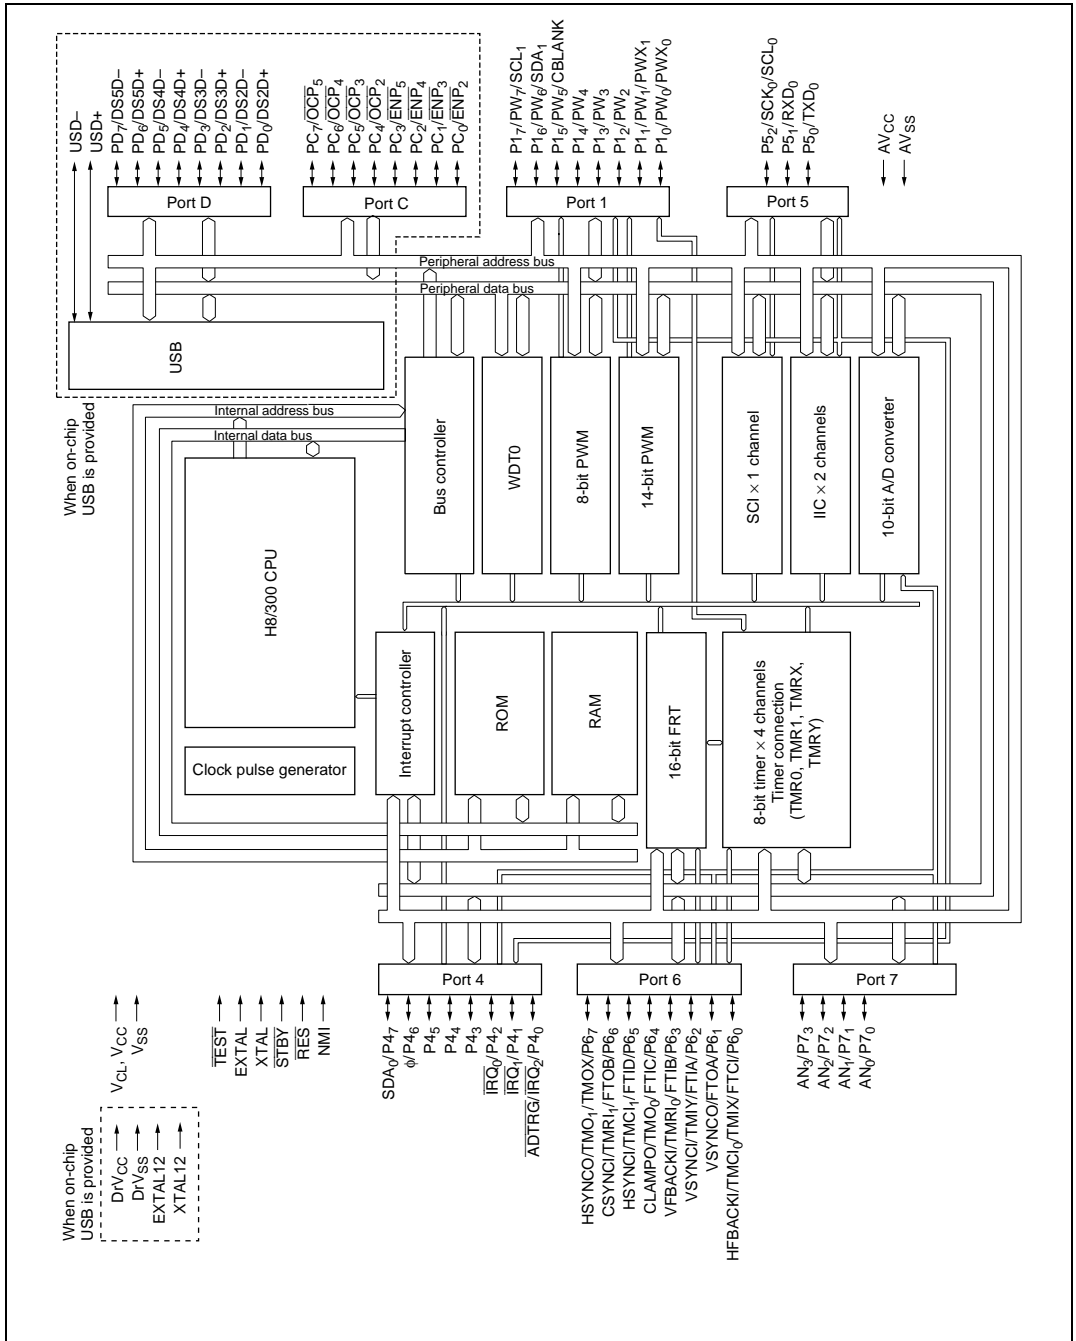 When on-chip
USB is provided
USD–
USD+
PD7/DS5D–
PD6/DS5D+
PD5/DS4D–
PD4/DS4D+
PD3/DS3D–
PD2/DS3D+
PD1/DS2D–
PD0/DS2D+
PC7/OCP5
PC6/OCP4
PC5/OCP3
PC4/OCP2
PC3/ENP5
PC2/ENP4
PC1/ENP3
PC0/ENP2
P17/PW7/SCL1
P16/PW6/SDA1
P15/PW5/CBLANK
P14/PW4
P13/PW3
P12/PW2
P11/PW1/PWX1
P10/PW0/PWX0
P52/SCK0/SCL0
P51/RXD0
P50/TXD0
AVCC
AVSS
Port D
Port C
Port 1
Port 5
Peripheral address bus
Peripheral data bus
USB
Internal address bus
Internal data bus
H8/300 CPU
Bus controller
WDT0
8-bit PWM
14-bit PWM
SCI × 1 channel
IIC × 2 channels
10-bit A/D converter
Clock pulse generator
Interrupt controller
ROM
RAM
16-bit FRT
8-bit timer × 4 channels
Timer connection
(TMR0, TMR1, TMRX,
TMRY)
Port 4
Port 6
Port 7
When on-chip
USB is provided
DrVCC
DrVSS
EXTAL12
XTAL12
VCL, VCC
VSS
TEST
EXTAL
XTAL
STBY
RES
NMI
SDA0/P47
ϕ/P46
P45
P44
P43
IRQ0/P42
IRQ1/P41
ADTRG/IRQ2/P40
HSYNCO/TMO1/TMOX/P67
CSYNCI/TMRI1/FTOB/P66
HSYNCI/TMCI1/FTID/P65
CLAMPO/TMO0/FTIC/P64
VFBACKI/TMRI0/FTIB/P63
VSYNCI/TMIY/FTIA/P62
VSYNCO/FTOA/P61
HFBACKI/TMCI0/TMIX/FTCI/P60
AN3/P73
AN2/P72
AN1/P71
AN0/P70